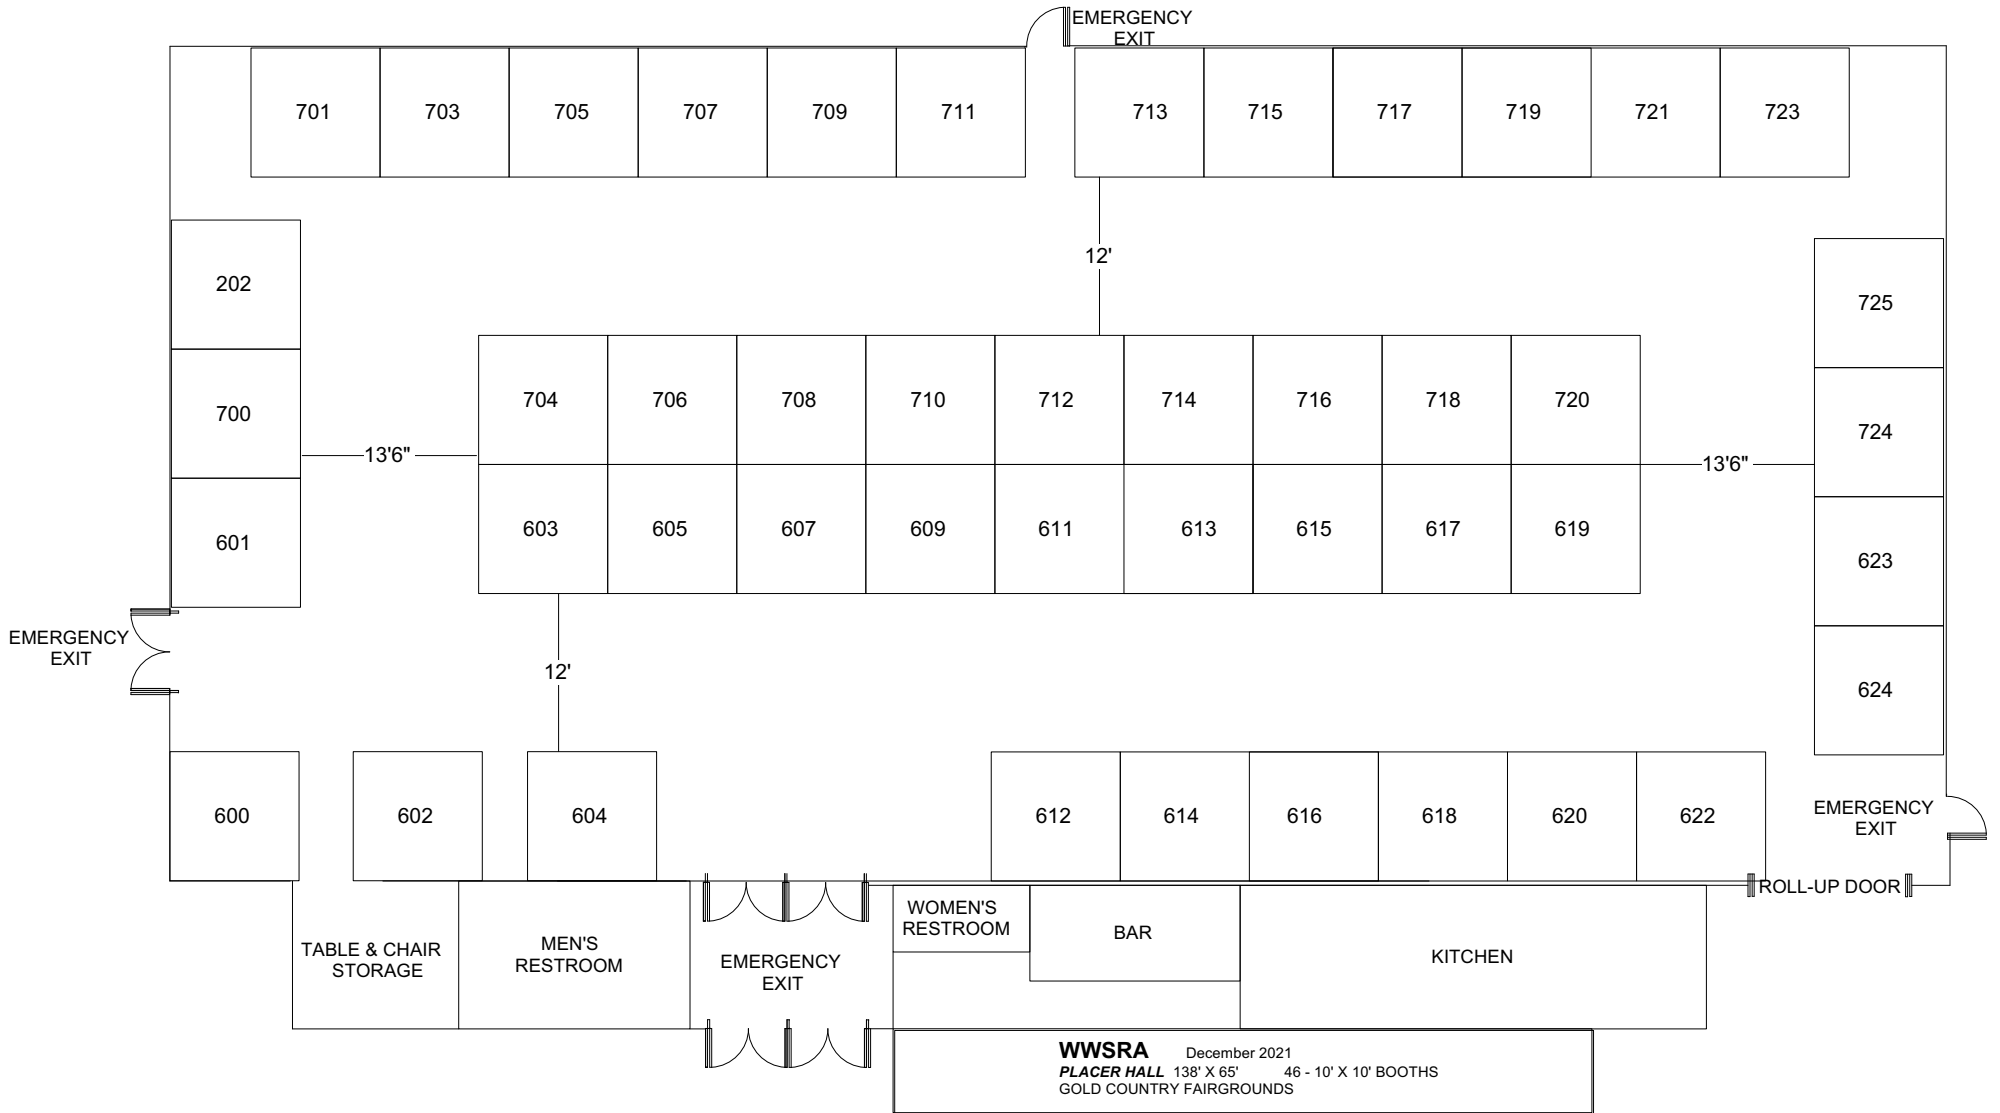 EMERGENCY
EXIT
701 703 705 707 709 711 713 715 717 719 721 723
12'
202
725
700
704 706 708 710 712 714 716 718 720
724
13'6" 13'6"
601
603 605 607 609 611 613 615 617 619
623
EMERGENCY
EXIT
12'
624
600 602 604 612 614 616 618 620 622
EMERGENCY
EXIT
ROLL-UP DOOR
TABLE & CHAIR
STORAGE
MEN'S
RESTROOM
EMERGENCY
EXIT
WOMEN'S
RESTROOM
BAR
KITCHEN
WWSRA December 2021
PLACER HALL 138' X 65' 46 - 10' X 10' BOOTHS
GOLD COUNTRY FAIRGROUNDS